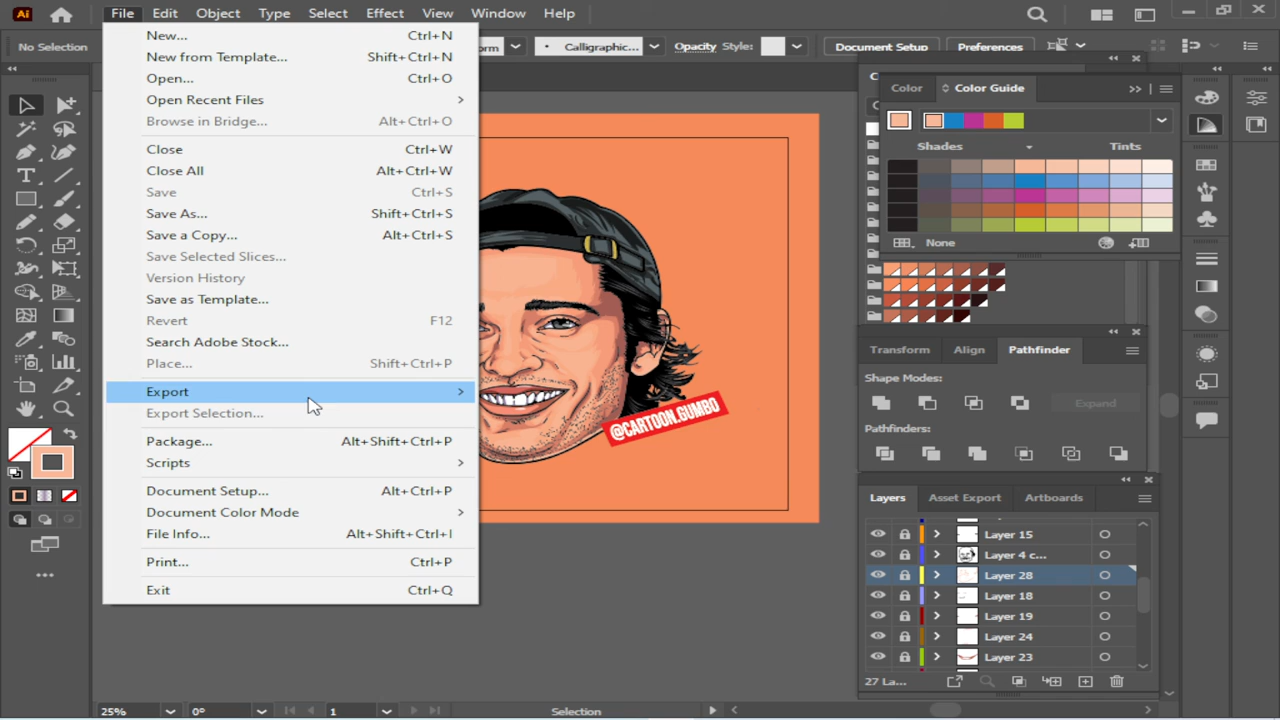 Ai
File Edit Object Type Select Effect View Window Help
No Selection
Calligraphic...
Opacity Style:
Document Setup
Preferences
New... Ctrl+N
New from Template... Shift+Ctrl+N
Open... Ctrl+O
Open Recent Files
Browse in Bridge... Alt+Ctrl+O
Close Ctrl+W
Close All Alt+Ctrl+W
Save Ctrl+S
Save As... Shift+Ctrl+S
Save a Copy... Alt+Ctrl+S
Save Selected Slices...
Version History
Save as Template...
Revert F12
Search Adobe Stock...
Place... Shift+Ctrl+P
Export
Export Selection...
Package... Alt+Shift+Ctrl+P
Scripts
Document Setup... Alt+Ctrl+P
Document Color Mode
File Info... Alt+Shift+Ctrl+I
Print... Ctrl+P
Exit Ctrl+Q
@CARTOON.GUMBO
Color Color Guide
Shades Tints
None
Transform Align Pathfinder
Shape Modes:
Expand
Pathfinders:
Layers Asset Export Artboards
Layer 15
Layer 4 c...
Layer 28
Layer 18
Layer 19
Layer 24
Layer 23
27 La...
25% 0° 1 Selection